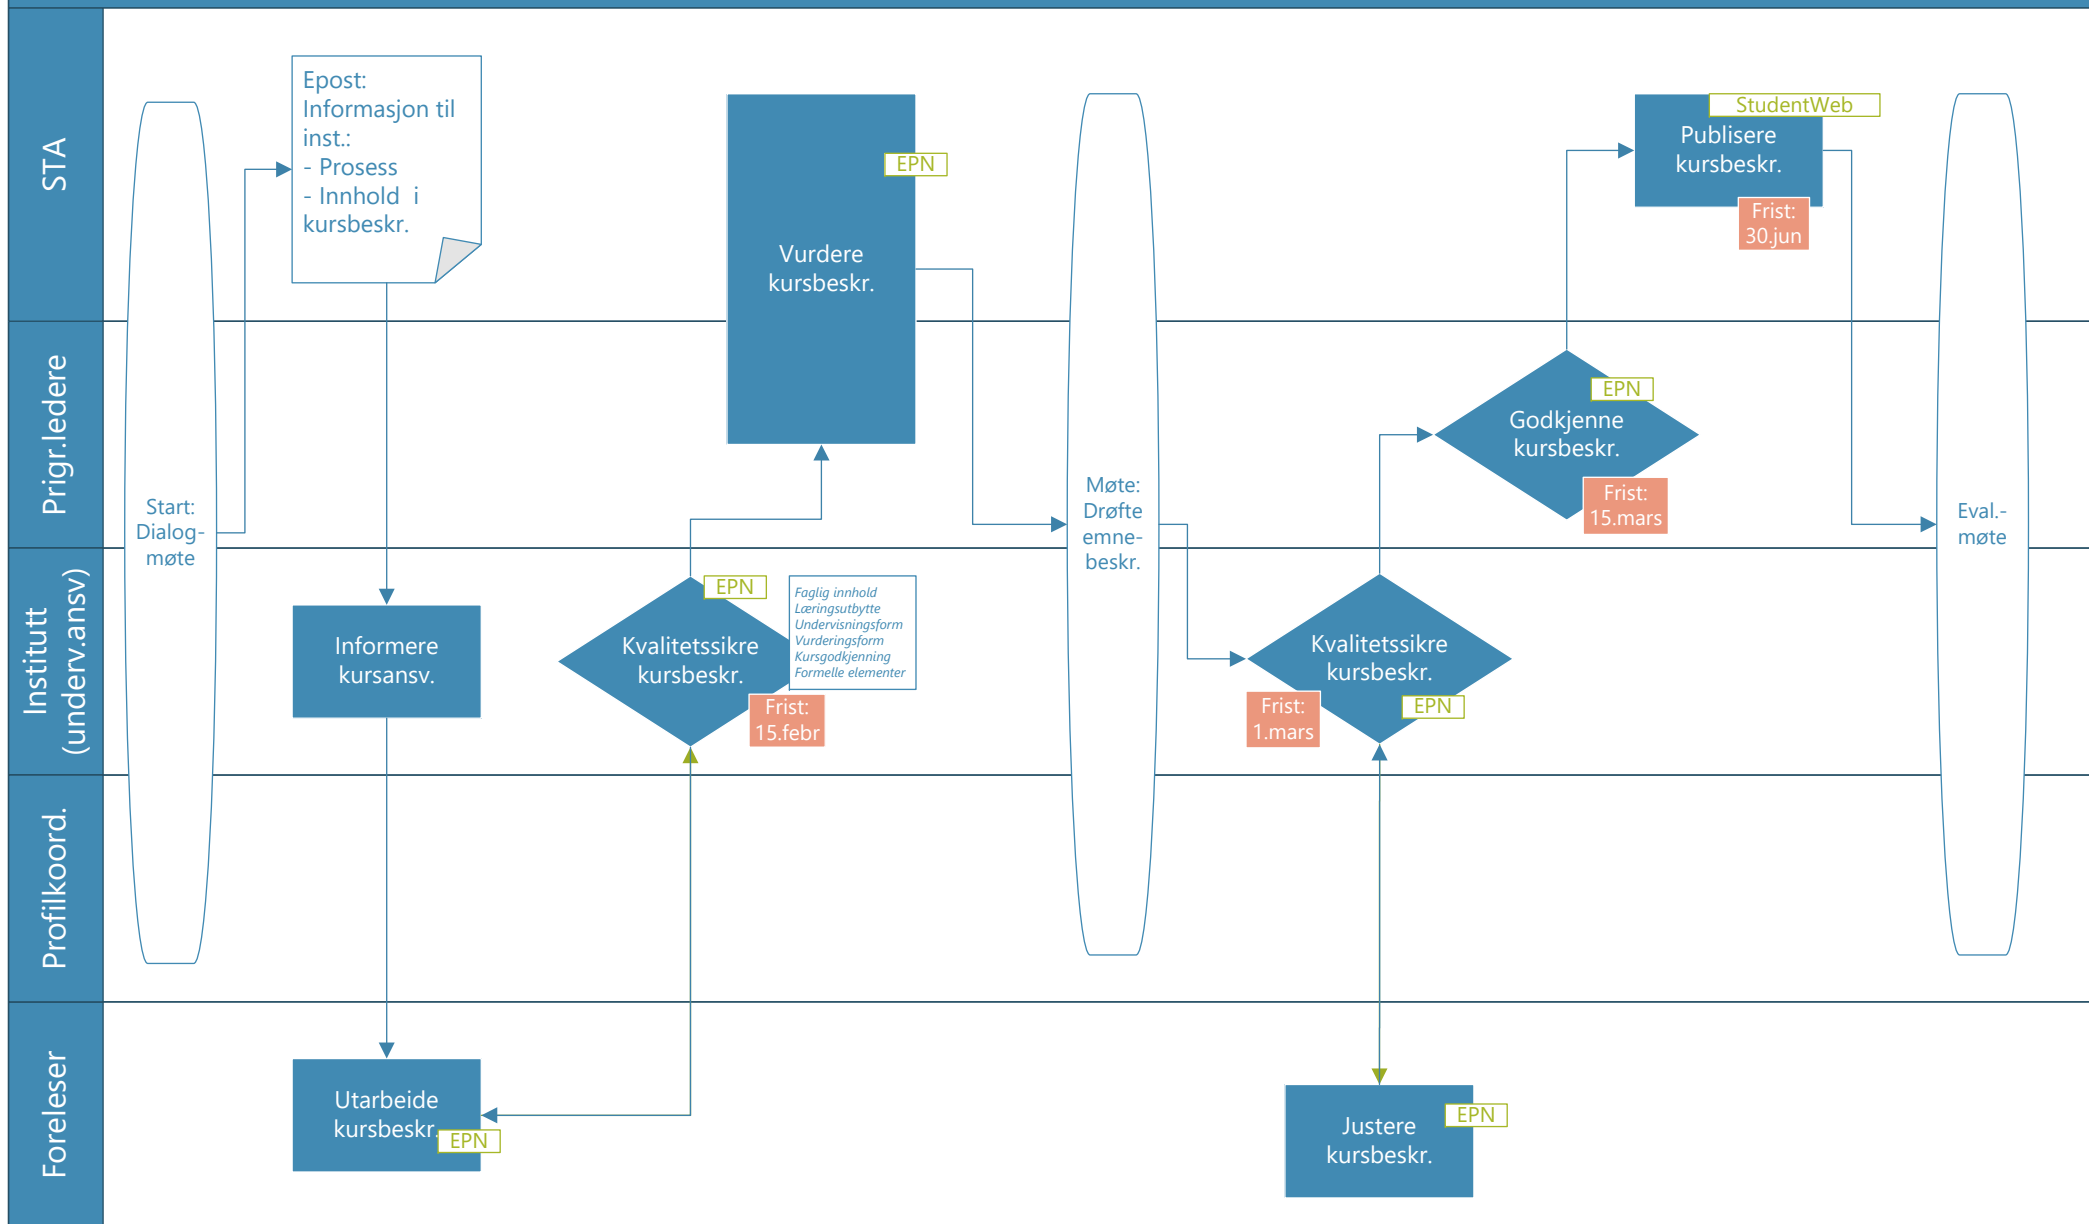 STA
Prigr.ledere
Institutt
(underv.ansv)
Profilkoord.
Foreleser
Start:
Dialog-
møte
Epost:
Informasjon til
inst.:
- Prosess
- Innhold  i
kursbeskr.
Informere
kursansv.
Utarbeide
kursbeskr.
EPN
Kvalitetssikre
kursbeskr.
EPN
Faglig innhold
Læringsutbytte
Undervisningsform
Vurderingsform
Kursgodkjenning
Formelle elementer
Frist:
15.febr
Vurdere
kursbeskr.
EPN
Møte:
Drøfte
emne-
beskr.
Kvalitetssikre
kursbeskr.
EPN
Frist:
1.mars
Justere
kursbeskr.
EPN
Godkjenne
kursbeskr.
EPN
Frist:
15.mars
StudentWeb
Publisere
kursbeskr.
Frist:
30.jun
Eval.-
møte